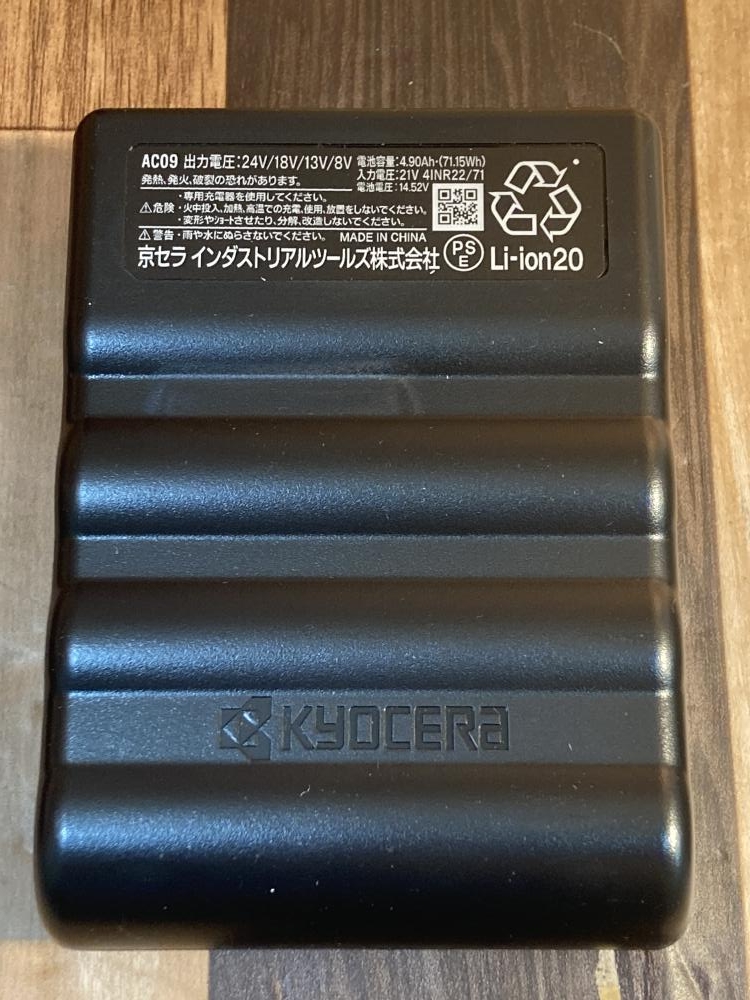 AC09 出力電圧:24V/18V/13V/8V 電池容量:4.90Ah·(71.15Wh)
発熱、発火、破裂の恐れがあります。 入力電圧:21V 4INR22/71
電池電圧:14.52V
・専用充電器を使用してください。
⚠危険・火中投入、加熱、高温での充電、使用、放置をしないでください。
・変形やショートさせたり、分解、改造しないでください。
⚠警告・雨や水にぬらさないでください。 MADE IN CHINA
京セラ インダストリアルツールズ株式会社 PSE Li-ion20
KYOCERA